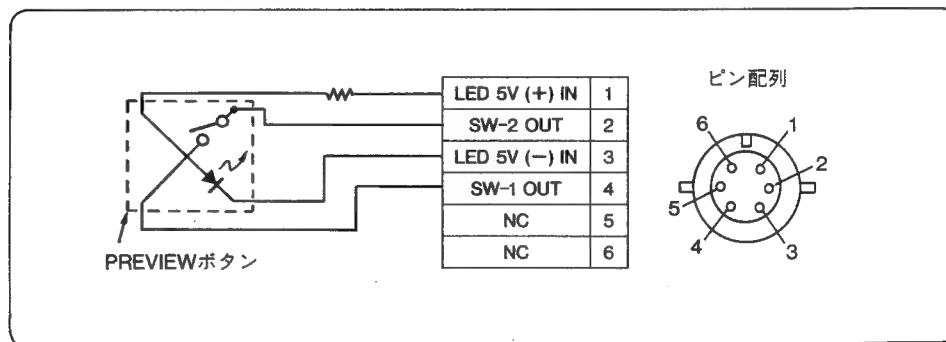 LED 5V (+) IN 1
SW-2 OUT 2
LED 5V (−) IN 3
SW-1 OUT 4
NC 5
NC 6
PREVIEWボタン
ピン配列
6 1
2
5
4 3